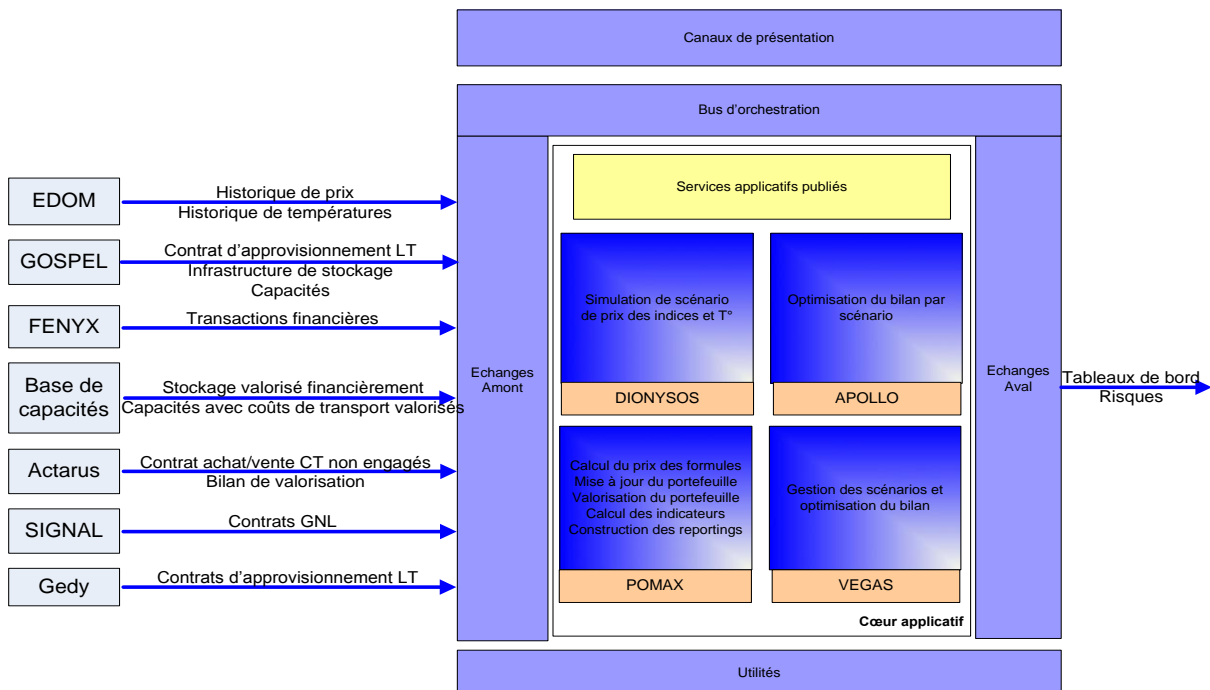 Canaux de présentation
Bus d'orchestration
EDOM
Historique de prix
Historique de températures
GOSPEL
Contrat d'approvisionnement LT
Infrastructure de stockage
Capacités
FENYX
Transactions financières
Base de
capacités
Stockage valorisé financièrement
Capacités avec coûts de transport valorisés
Actarus
Contrat achat/vente CT non engagés
Bilan de valorisation
SIGNAL
Contrats GNL
Gedy
Contrats d'approvisionnement LT
Echanges
Amont
Services applicatifs publiés
Simulation de scénario
de prix des indices et T°
DIONYSOS
Optimisation du bilan par
scénario
APOLLO
Calcul du prix des formules
Mise à jour du portefeuille
Valorisation du portefeuille
Calcul des indicateurs
Construction des reportings
POMAX
Gestion des scénarios et
optimisation du bilan
VEGAS
Cœur applicatif
Echanges
Aval
Tableaux de bord
Risques
Utilités